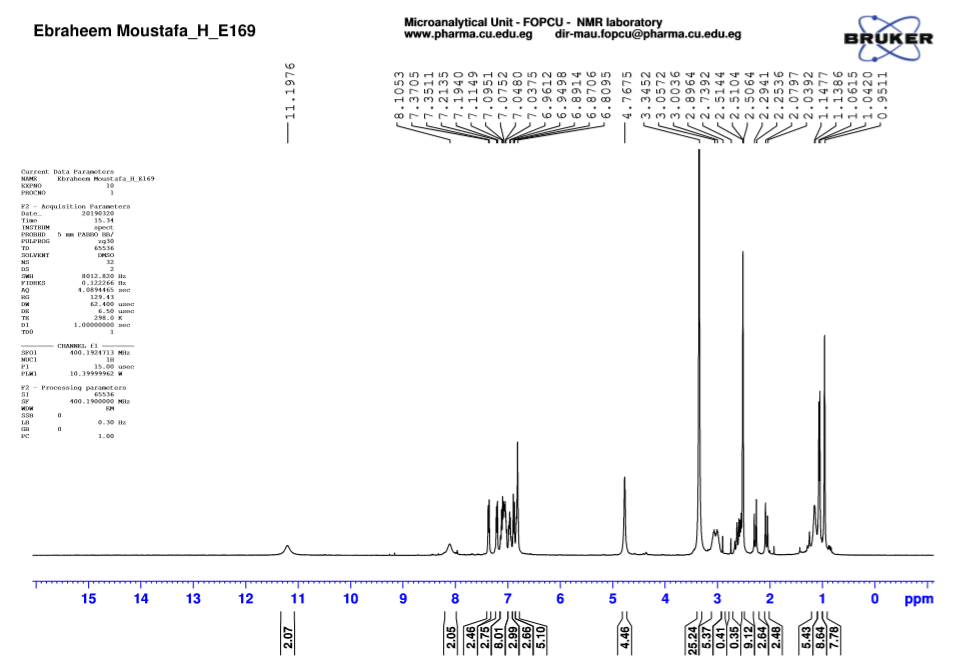 Ebraheem Moustafa_H_E169
Microanalytical Unit - FOPCU - NMR laboratory
www.pharma.cu.edu.eg dir-mau.fopcu@pharma.cu.edu.eg
BRUKER
11.1976
8.1053
7.3705
7.3511
7.2135
7.1940
7.1149
7.0951
7.0752
7.0480
7.0375
6.9612
6.9498
6.8914
6.8706
6.8095
4.7675
3.3452
3.0572
3.0036
2.8964
2.7392
2.5144
2.5104
2.5064
2.2941
2.2536
2.0797
2.0392
1.1477
1.1386
1.0615
1.0420
0.9511
Current Data Parameters
NAME Ebraheem Moustafa_H_E169
EXPNO 10
PROCNO 1
F2 - Acquisition Parameters
Date_ 20190320
Time 15.34
INSTRUM spect
PROBHD 5 mm PABBO BB/
PULPROG zg30
TD 65536
SOLVENT DMSO
NS 32
DS 2
SWH 8012.820 Hz
FIDRES 0.122266 Hz
AQ 4.0894465 sec
RG 129.43
DW 62.400 usec
DE 6.50 usec
TE 298.0 K
D1 1.00000000 sec
TD0 1
CHANNEL f1
SFO1 400.1924713 MHz
NUC1 1H
P1 15.00 usec
PLW1 10.39999962 W
F2 - Processing parameters
SI 65536
SF 400.1900000 MHz
WDW EM
SSB 0
LB 0.30 Hz
GB 0
PC 1.00
15 14 13 12 11 10 9 8 7 6 5 4 3 2 1 0 ppm
2.07
2.05
2.46
2.75
8.01
2.99
2.66
5.10
4.46
25.24
5.37
0.41
0.35
9.12
2.64
2.48
5.43
8.64
7.78